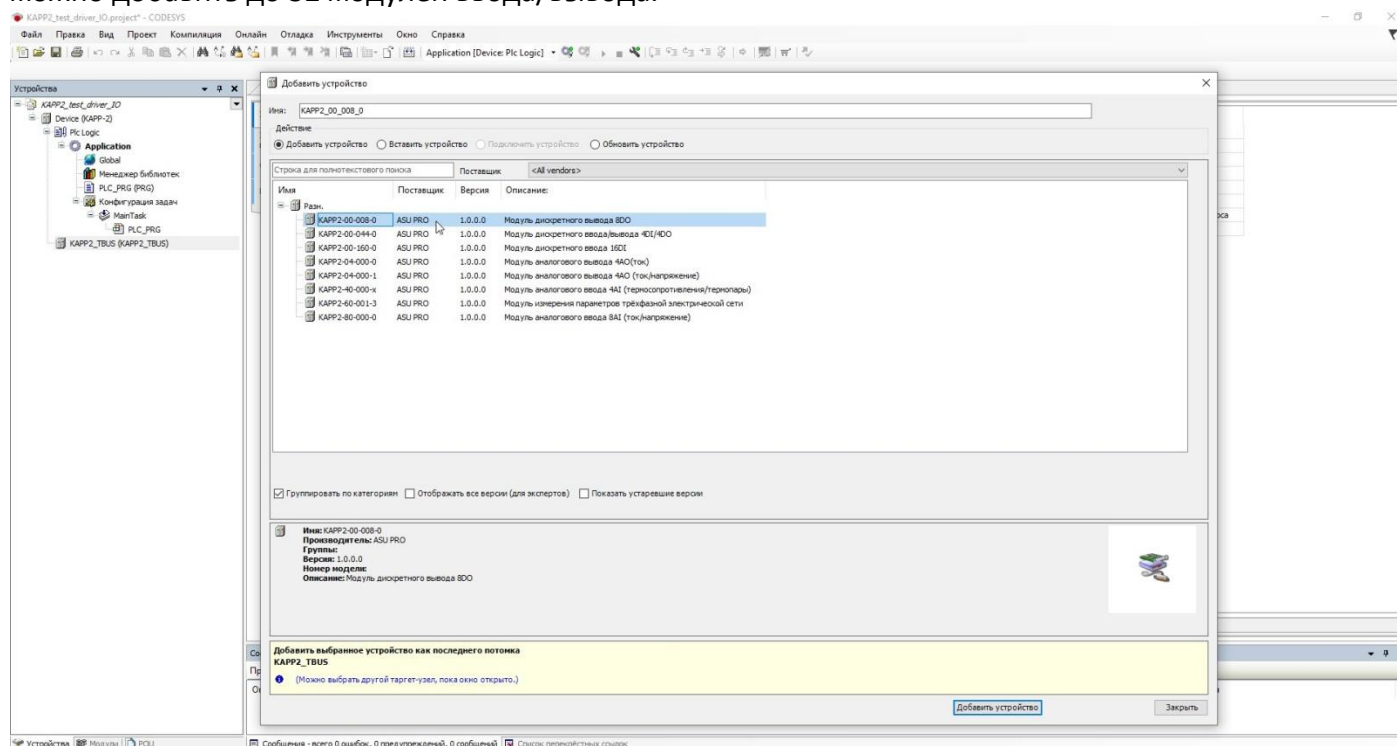 KAPP2_test_driver_IO.project* - CODESYS
Файл Правка Вид Проект Компиляция Онлайн Отладка Инструменты Окно Справка
Application [Device: Plc Logic]
Устройства
KAPP2_test_driver_IO
Device (KAPP-2)
Plc Logic
Application
Global
Менеджер библиотек
PLC_PRG (PRG)
Конфигурация задач
MainTask
PLC_PRG
KAPP2_TBUS (KAPP2_TBUS)
Добавить устройство
Имя: KAPP2_00_008_0
Действие
Добавить устройство Вставить устройство Подключить устройство Обновить устройство
Строка для полнотекстового поиска Поставщик <All vendors>
Имя Поставщик Версия Описание:
Разн.
KAPP2-00-008-0 ASU PRO 1.0.0.0 Модуль дискретного вывода 8DO
KAPP2-00-044-0 ASU PRO 1.0.0.0 Модуль дискретного ввода/вывода 4DI/4DO
KAPP2-00-160-0 ASU PRO 1.0.0.0 Модуль дискретного ввода 16DI
KAPP2-04-000-0 ASU PRO 1.0.0.0 Модуль аналогового вывода 4AO(ток)
KAPP2-04-000-1 ASU PRO 1.0.0.0 Модуль аналогового вывода 4AO (ток/напряжение)
KAPP2-40-000-x ASU PRO 1.0.0.0 Модуль аналогового ввода 4AI (термосопротивления/термопары)
KAPP2-60-001-3 ASU PRO 1.0.0.0 Модуль измерения параметров трёхфазной электрической сети
KAPP2-80-000-0 ASU PRO 1.0.0.0 Модуль аналогового ввода 8AI (ток/напряжение)
Группировать по категориям Отображать все версии (для экспертов) Показать устаревшие версии
Имя: KAPP2-00-008-0
Производитель: ASU PRO
Группы:
Версия: 1.0.0.0
Номер модели:
Описание: Модуль дискретного вывода 8DO
Добавить выбранное устройство как последнего потомка
KAPP2_TBUS
(Можно выбрать другой таргет-узел, пока окно открыто.)
Добавить устройство Закрыть
Устройства Модули POU Сообщения - всего 0 ошибок, 0 предупреждений, 0 сообщений Список перекрёстных ссылок